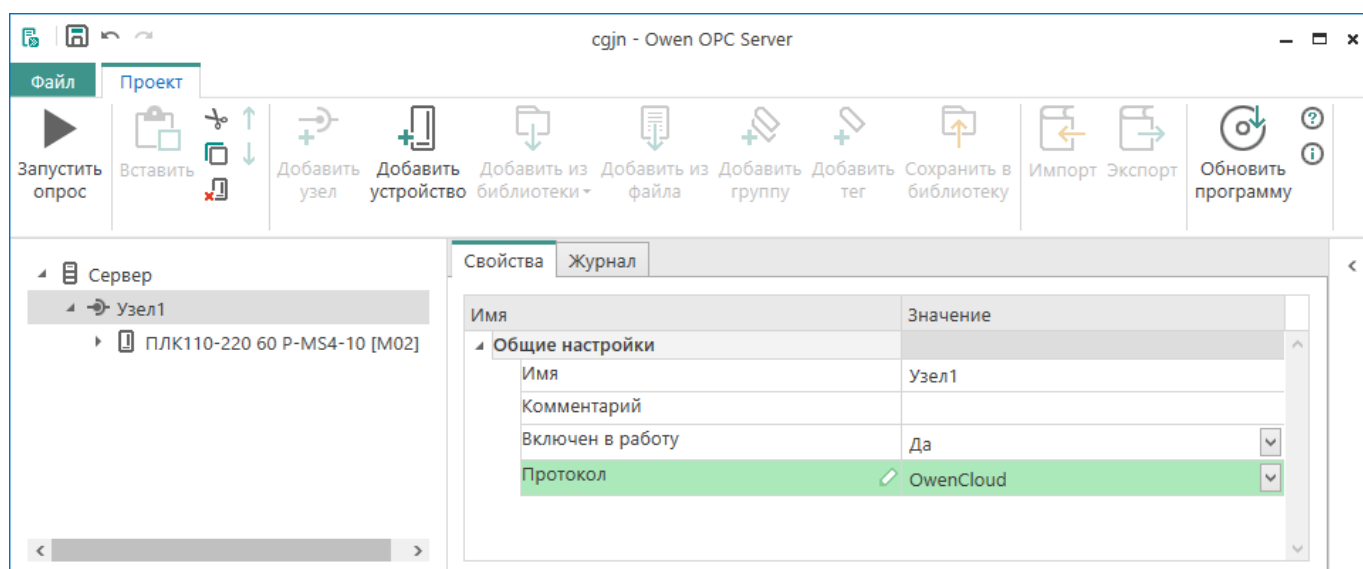 cgjn - Owen OPC Server
Файл Проект
Запустить опрос
Вставить
Добавить узел
Добавить устройство
Добавить из библиотеки
Добавить из файла
Добавить группу
Добавить тег
Сохранить в библиотеку
Импорт
Экспорт
Обновить программу
Сервер
Узел1
ПЛК110-220 60 P-MS4-10 [M02]
Свойства Журнал
Имя Значение
Общие настройки
Имя Узел1
Комментарий
Включен в работу Да
Протокол OwenCloud